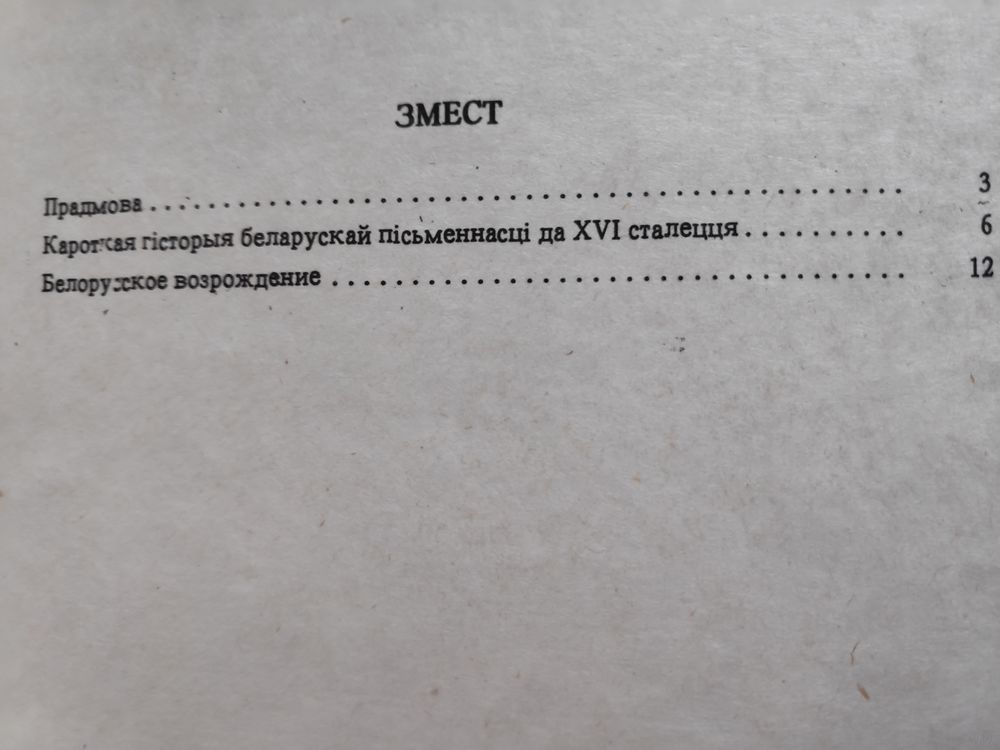 ЗМЕСТ
Прадмова . . . . . . . . . . . . . . . . . . . . . . . . . . . . . . . . . . . . . . . . . . . . 3
Кароткая гісторыя беларускай пісьменнасці да XVI сталецця . . . . . . . . . . 6
Белорусское возрождение . . . . . . . . . . . . . . . . . . . . . . . . . . . . . . . . . 12